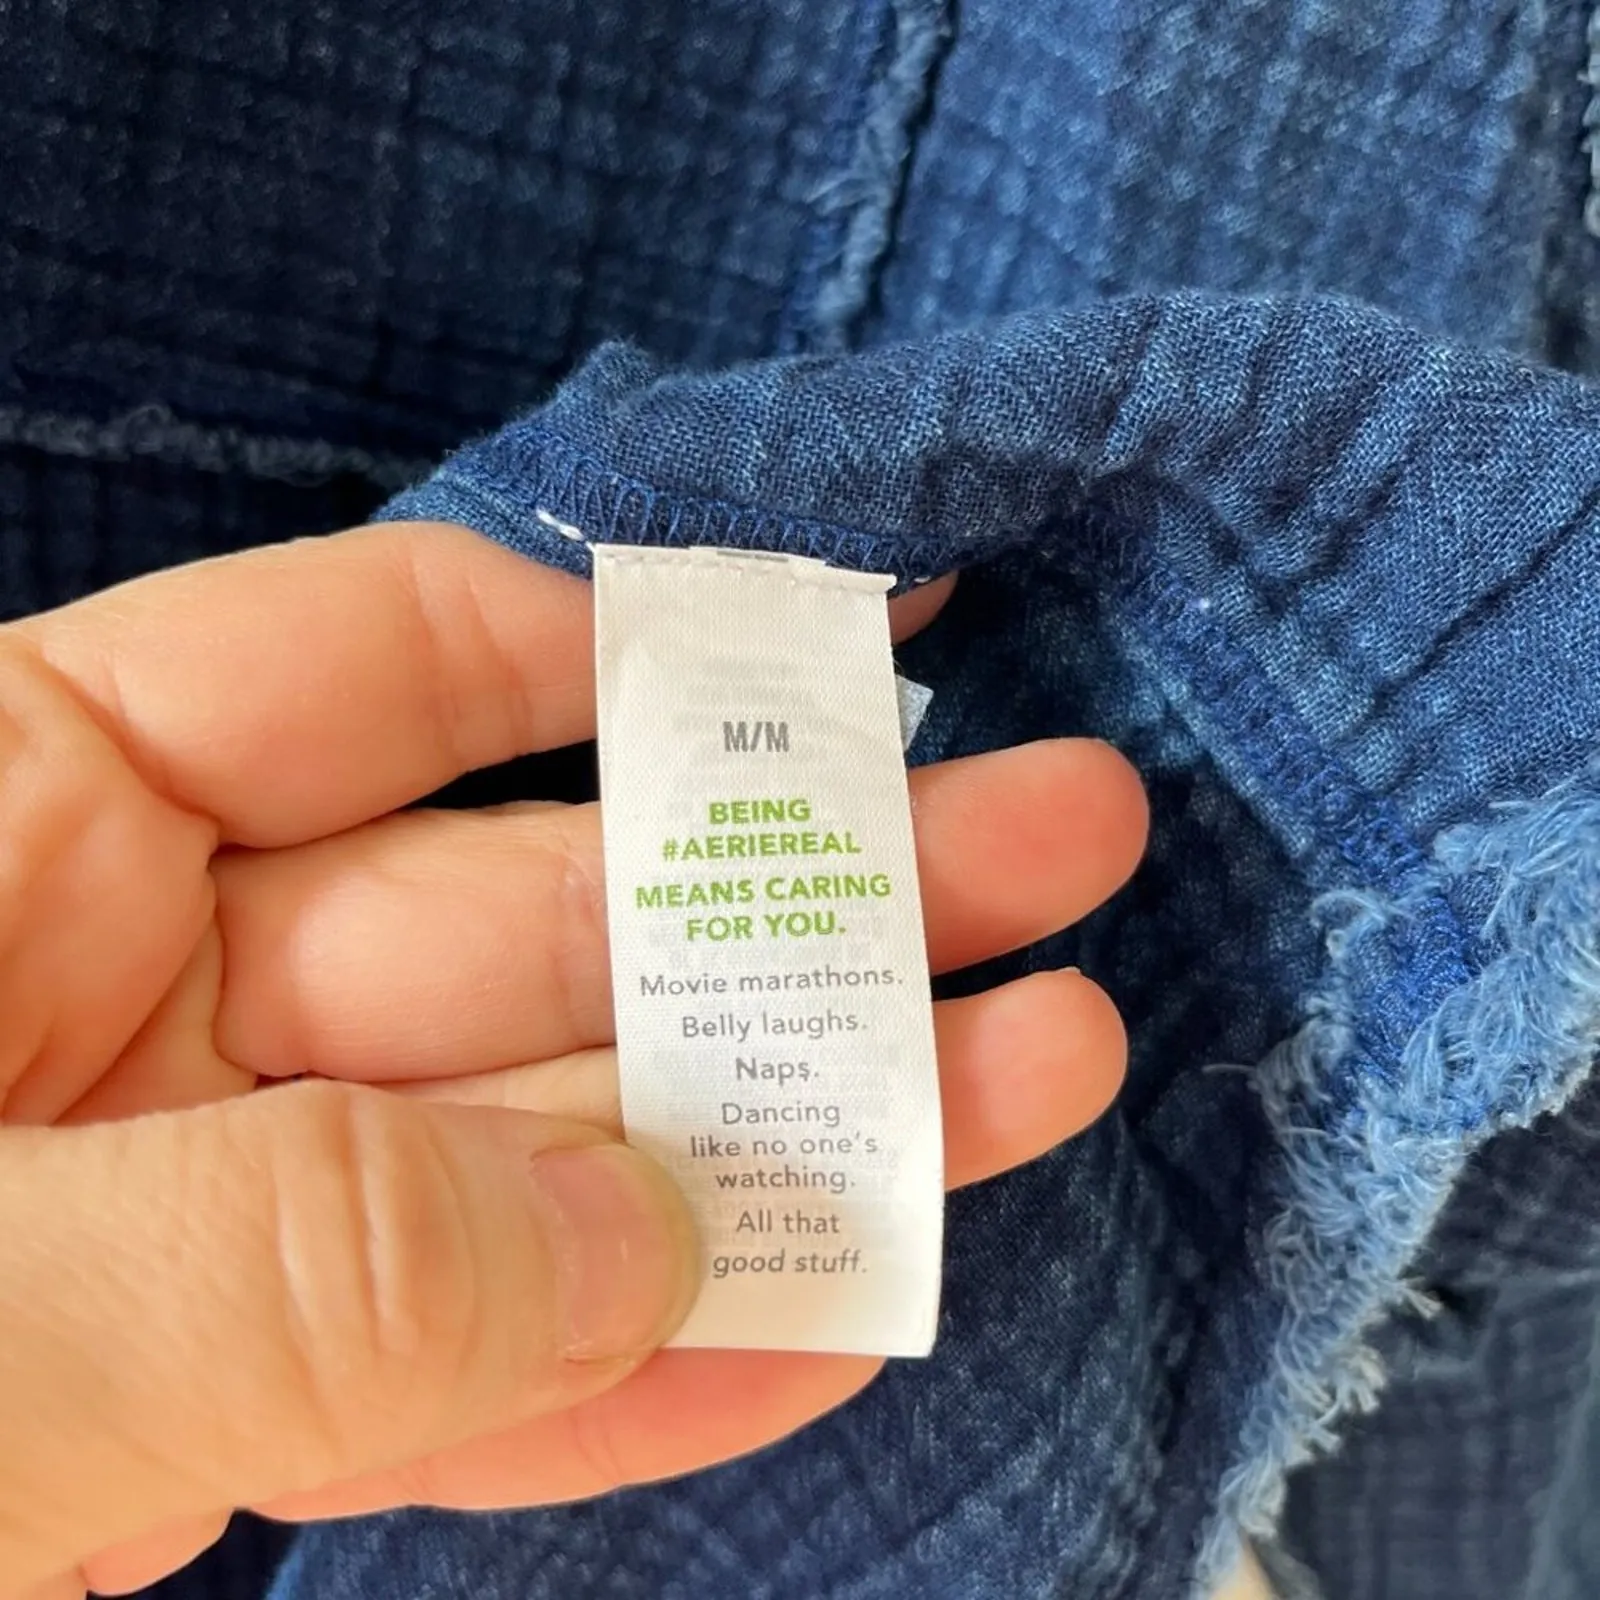 M/M
BEING
#AERIEREAL
MEANS CARING
FOR YOU.
Movie marathons.
Belly laughs.
Naps.
Dancing
like no one's
watching.
All that
good stuff.